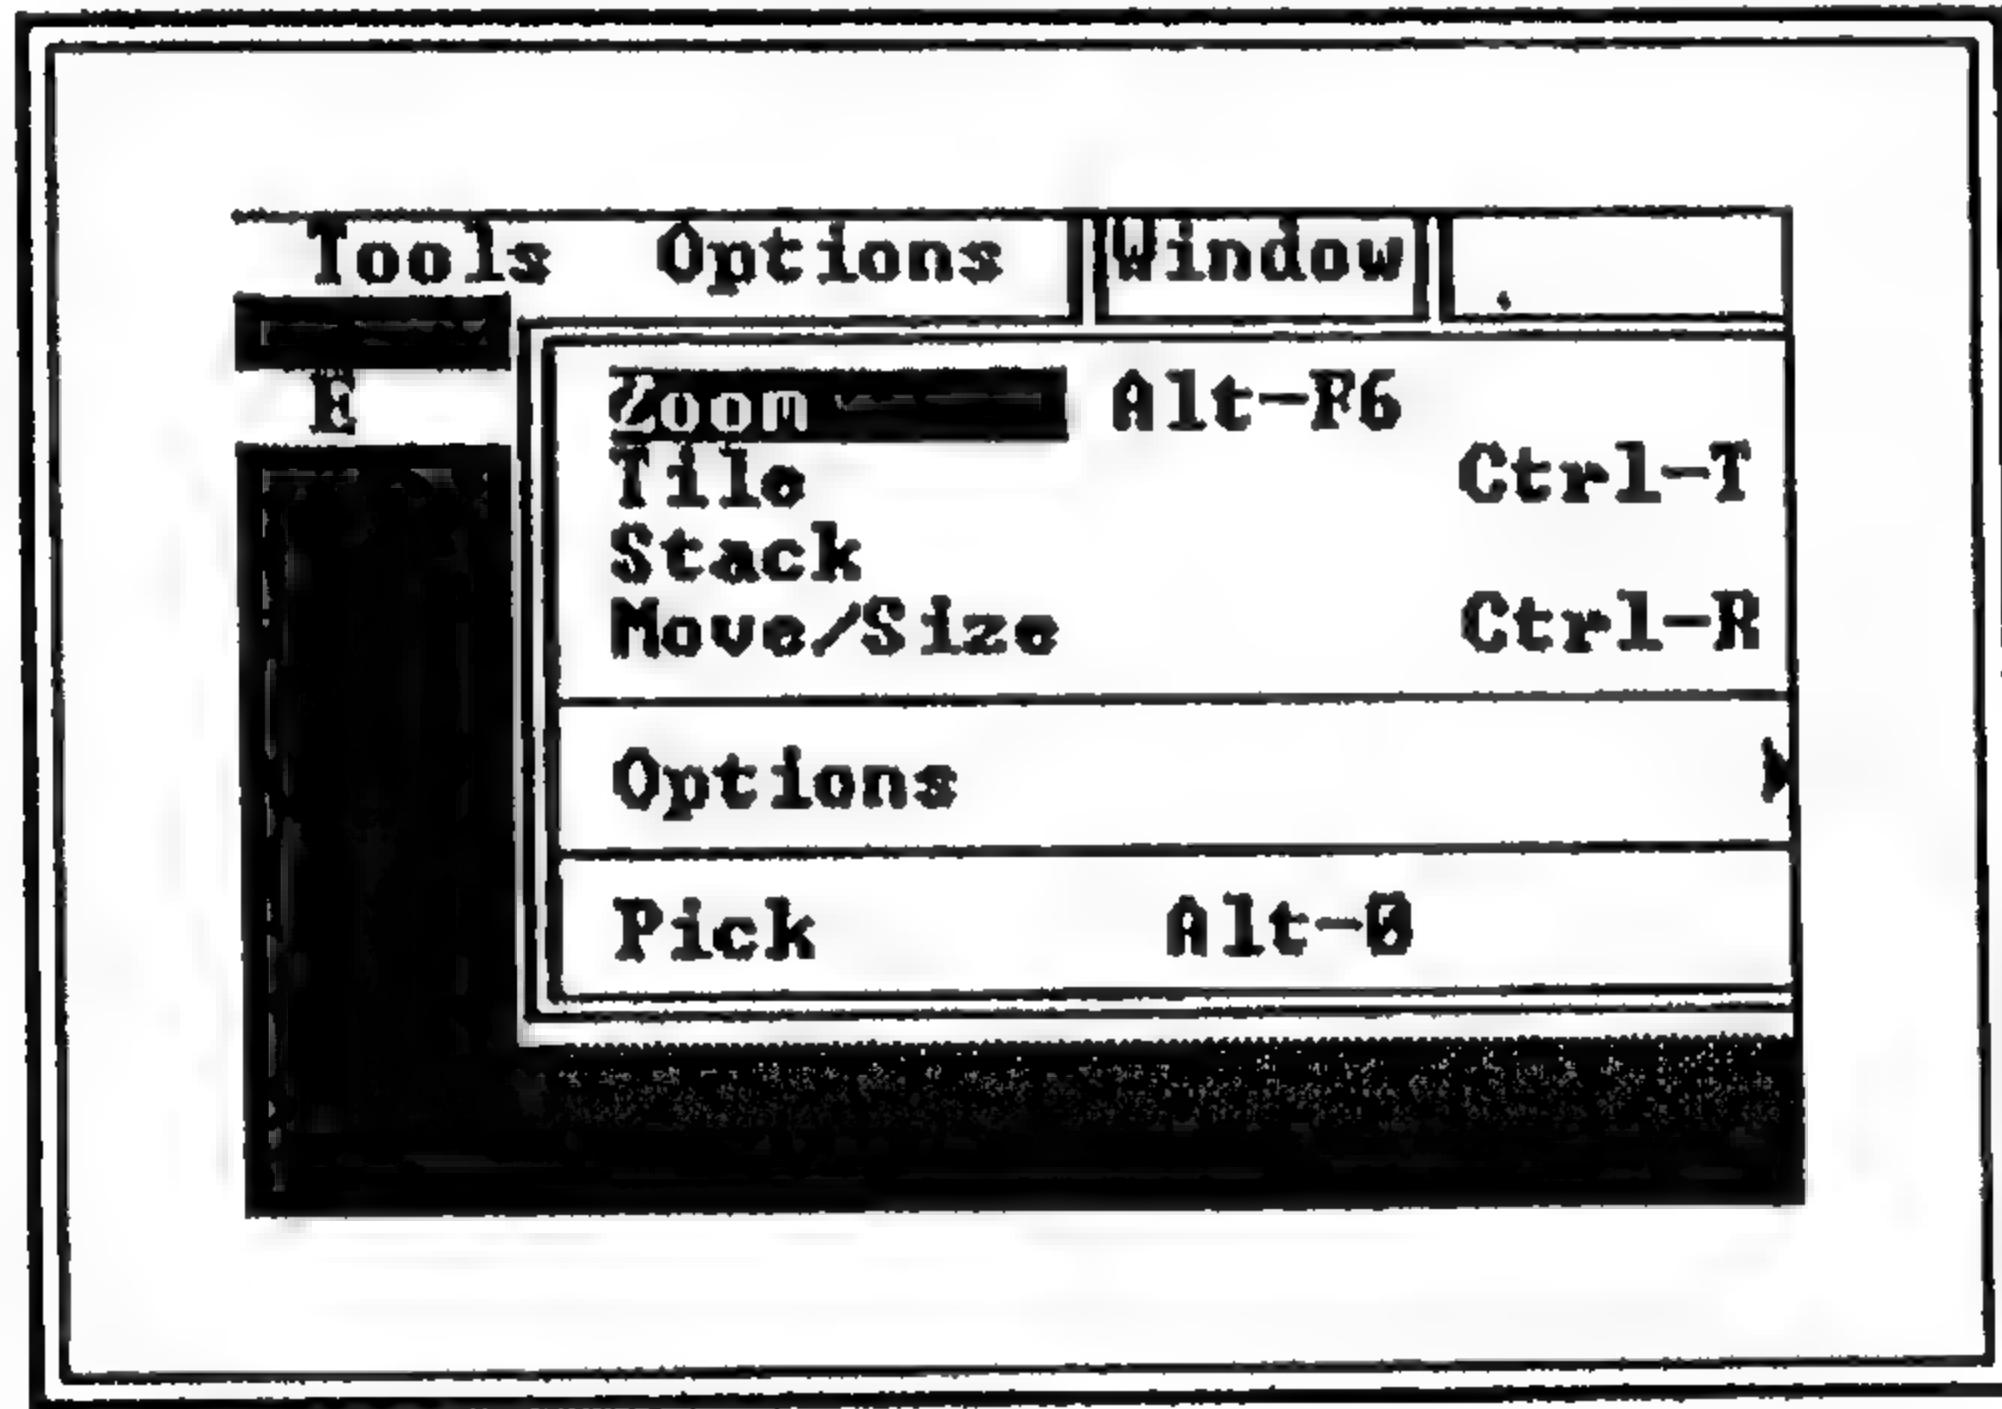 Tools Options Window
E
Zoom Alt-F6
Tile Ctrl-T
Stack
Move/Size Ctrl-R
Options ►
Pick Alt-0